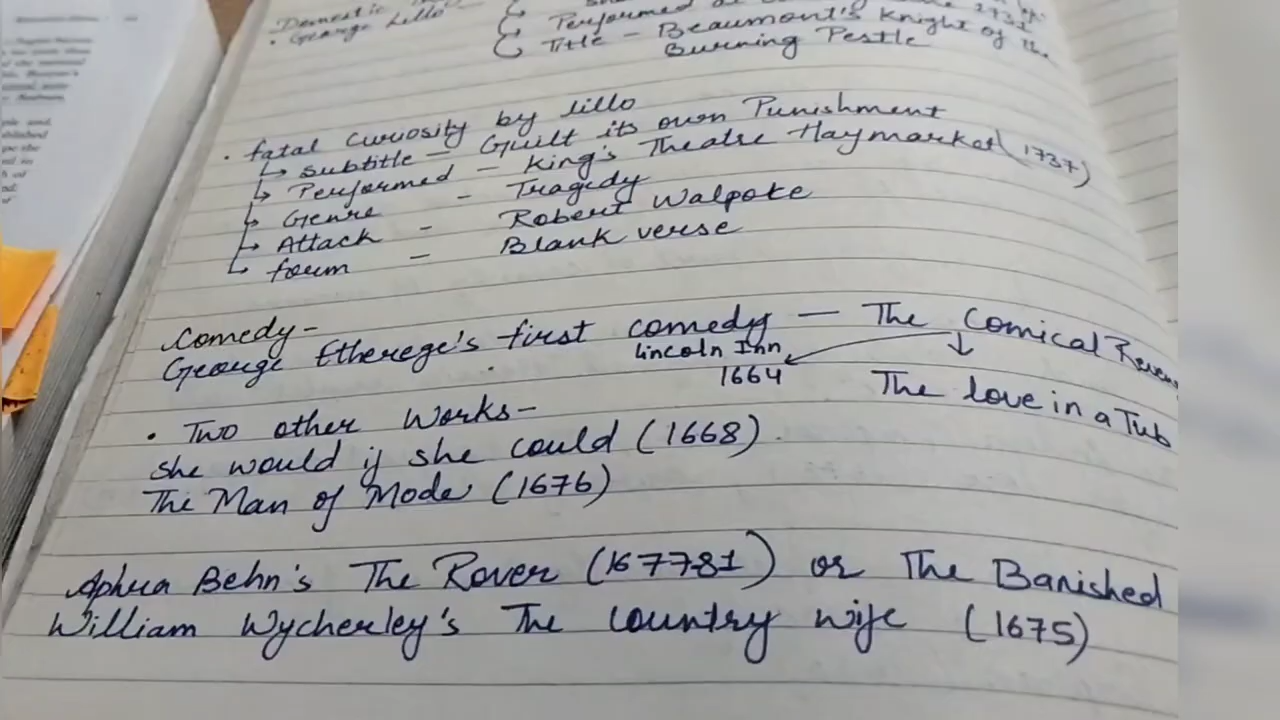 Domestic
• George Lillo
Performed
Title - Beaumont's Knight of the
Burning Pestle
• fatal Curiosity by lillo
↳ Subtitle - Guilt its own Punishment
↳ Performed - King's Theatre Haymarket (1737)
↳ Genre - Tragedy
↳ Attack - Robert Walpole
↳ form - Blank verse
Comedy-
George Etherege's first comedy — The Comical Reven
Lincoln Inn
1664
The love in a Tub
• Two other Works-
she would if she could (1668).
The Man of Mode (1676)
Aphra Behn's The Rover (167781) or The Banished
William Wycherley's The Country wife (1675)